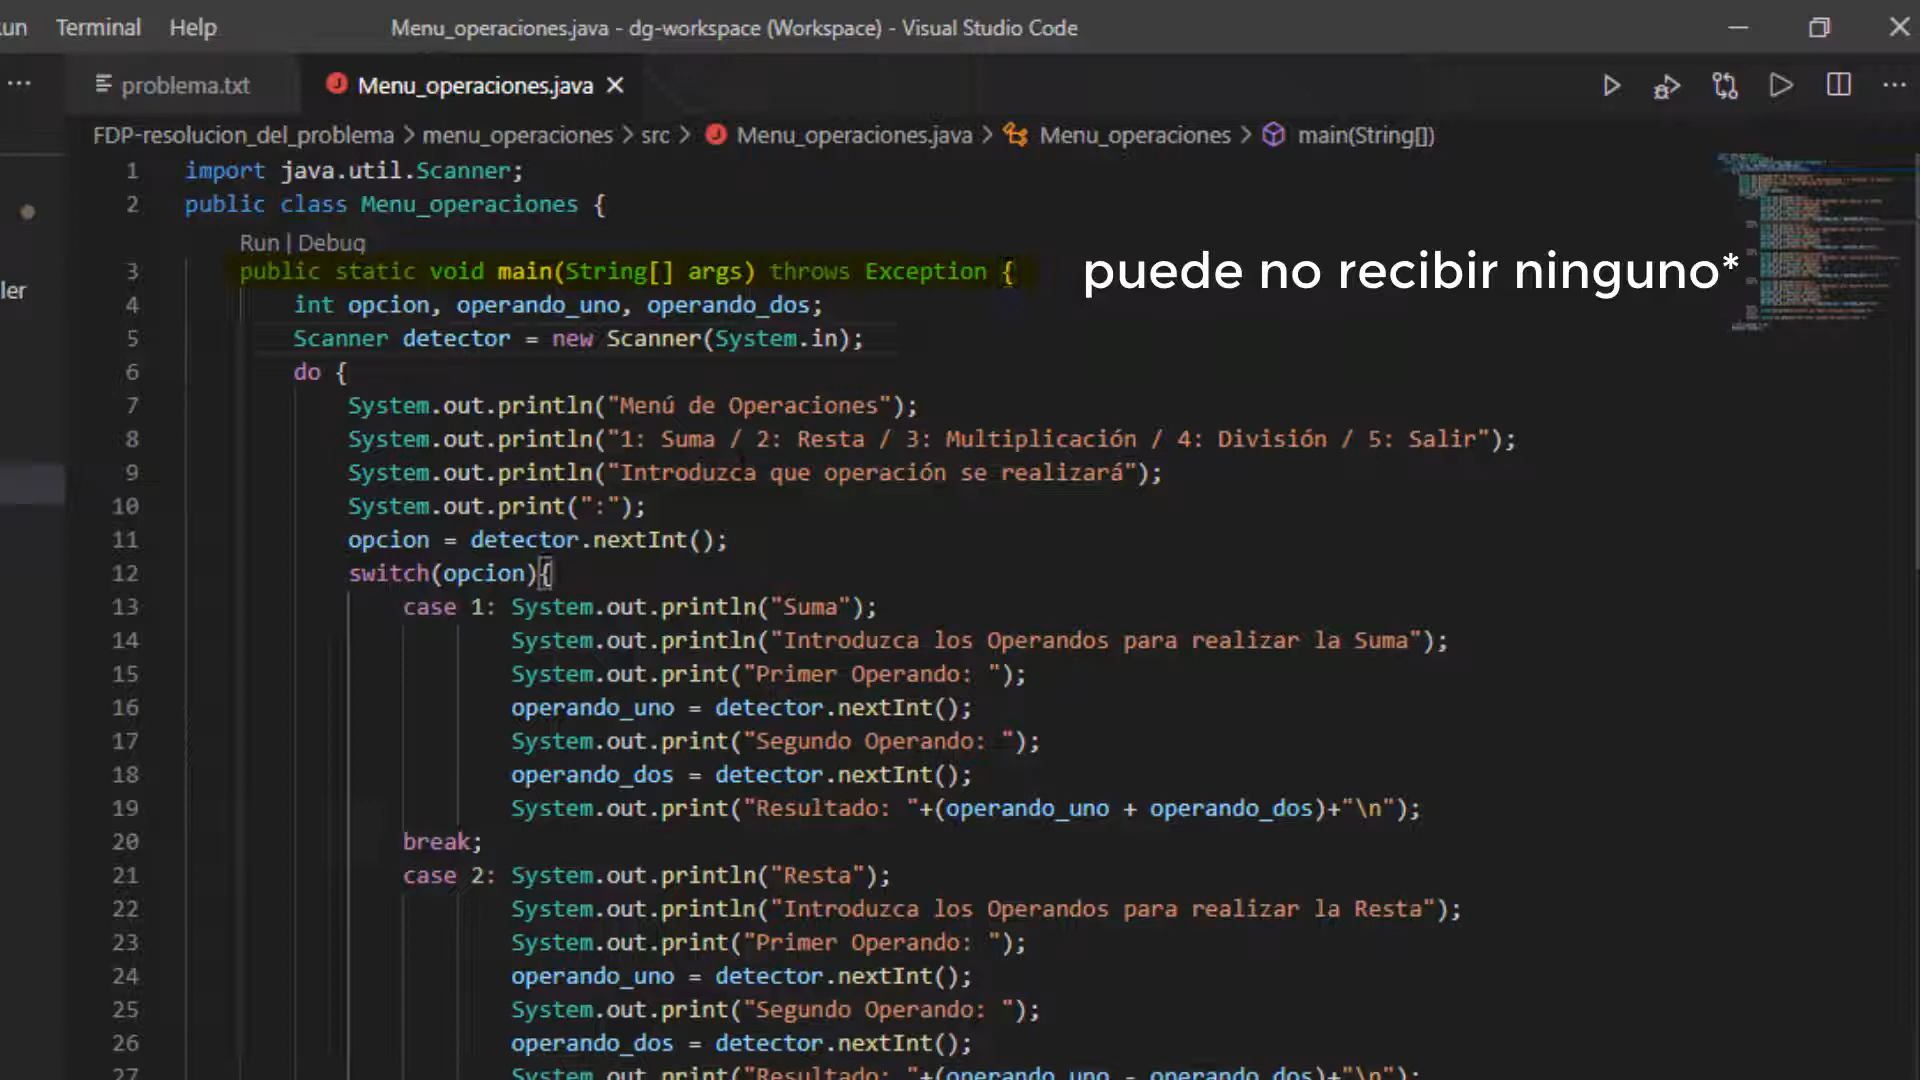 un Terminal Help Menu_operaciones.java - dg-workspace (Workspace) - Visual Studio Code
problema.txt Menu_operaciones.java
FDP-resolucion_del_problema > menu_operaciones > src > Menu_operaciones.java > Menu_operaciones > main(String[])
1 import java.util.Scanner;
2 public class Menu_operaciones {
Run | Debug
3 public static void main(String[] args) throws Exception {
puede no recibir ninguno*
ler
4 int opcion, operando_uno, operando_dos;
5 Scanner detector = new Scanner(System.in);
6 do {
7 System.out.println("Menú de Operaciones");
8 System.out.println("1: Suma / 2: Resta / 3: Multiplicación / 4: División / 5: Salir");
9 System.out.println("Introduzca que operación se realizará");
10 System.out.print(":");
11 opcion = detector.nextInt();
12 switch(opcion){
13 case 1: System.out.println("Suma");
14 System.out.println("Introduzca los Operandos para realizar la Suma");
15 System.out.print("Primer Operando: ");
16 operando_uno = detector.nextInt();
17 System.out.print("Segundo Operando: ");
18 operando_dos = detector.nextInt();
19 System.out.print("Resultado: "+(operando_uno + operando_dos)+"\n");
20 break;
21 case 2: System.out.println("Resta");
22 System.out.println("Introduzca los Operandos para realizar la Resta");
23 System.out.print("Primer Operando: ");
24 operando_uno = detector.nextInt();
25 System.out.print("Segundo Operando: ");
26 operando_dos = detector.nextInt();
27 System.out.print("Resultado: "+(operando_uno - operando_dos)+"\n");